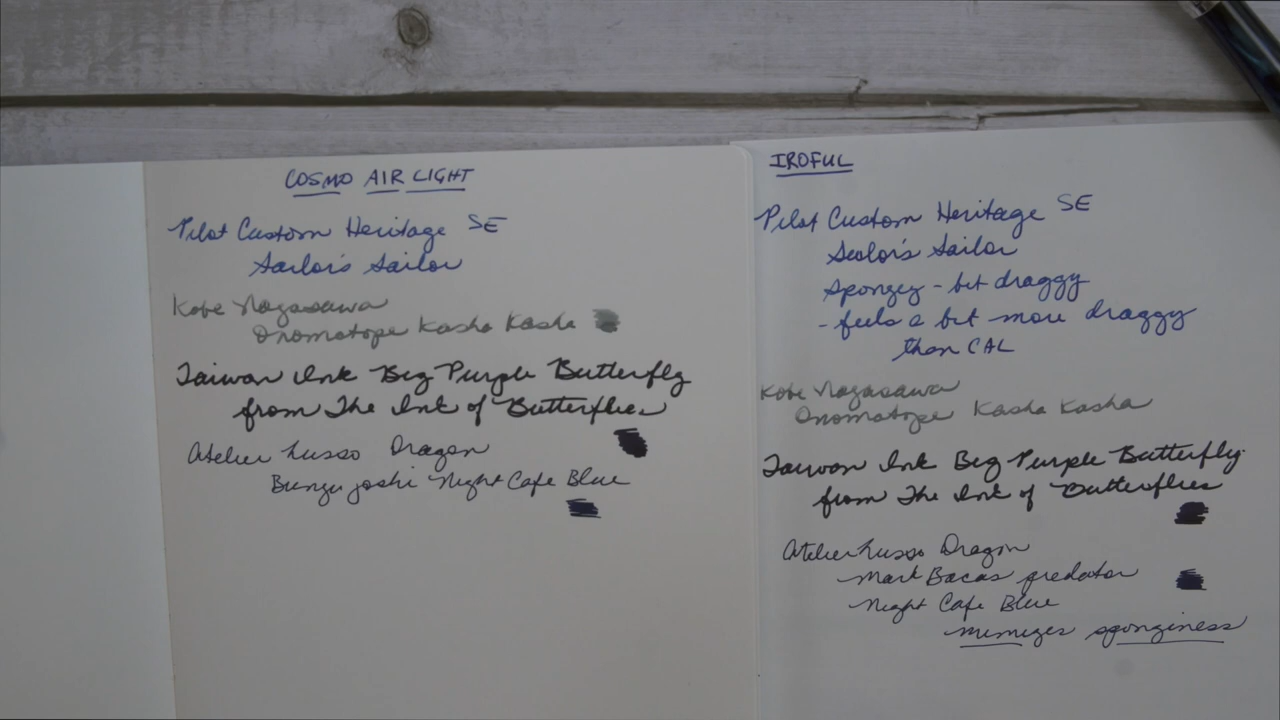 COSMO AIR LIGHT
Pilot Custom Heritage SE
Sailor's Sailor
Kobe Nagasawa
Onomatope Kasha Kasha
Taiwan Ink Big Purple Butterfly
from The Ink of Butterflies
Atelier Lusso Dragon
Bungu joshi Night Cafe Blue
IROFUL
Pilot Custom Heritage SE
Sailor's Sailor
Spongey - bit draggy
- feels a bit more draggy
than CAL
Kobe Nagasawa
Onomatope Kasha Kasha
Taiwan Ink Big Purple Butterfly
from The Ink of Butterflies
Atelier Lusso Dragon
Mark Bacas predator
Night Cafe Blue
mimizes sponginess